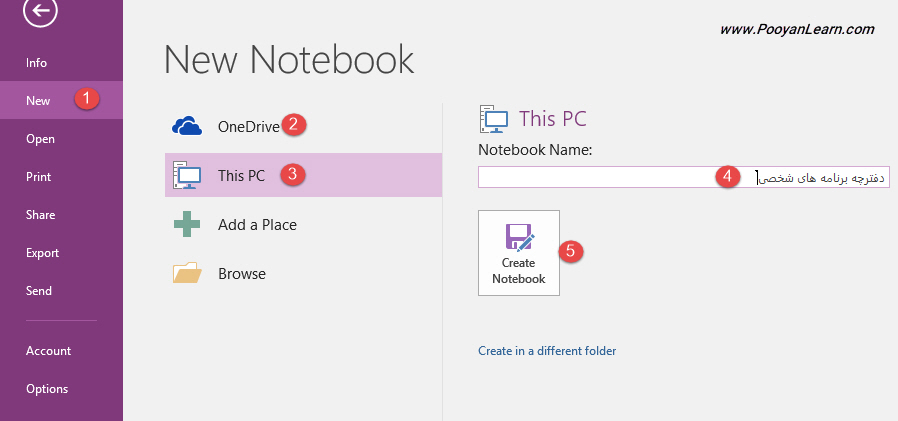 www.PooyanLearn.com
Info
New 1
Open
Print
Share
Export
Send
Account
Options
New Notebook
OneDrive 2
This PC 3
Add a Place
Browse
This PC
Notebook Name:
4 دفترچه برنامه های شخصی
Create
Notebook
5
Create in a different folder